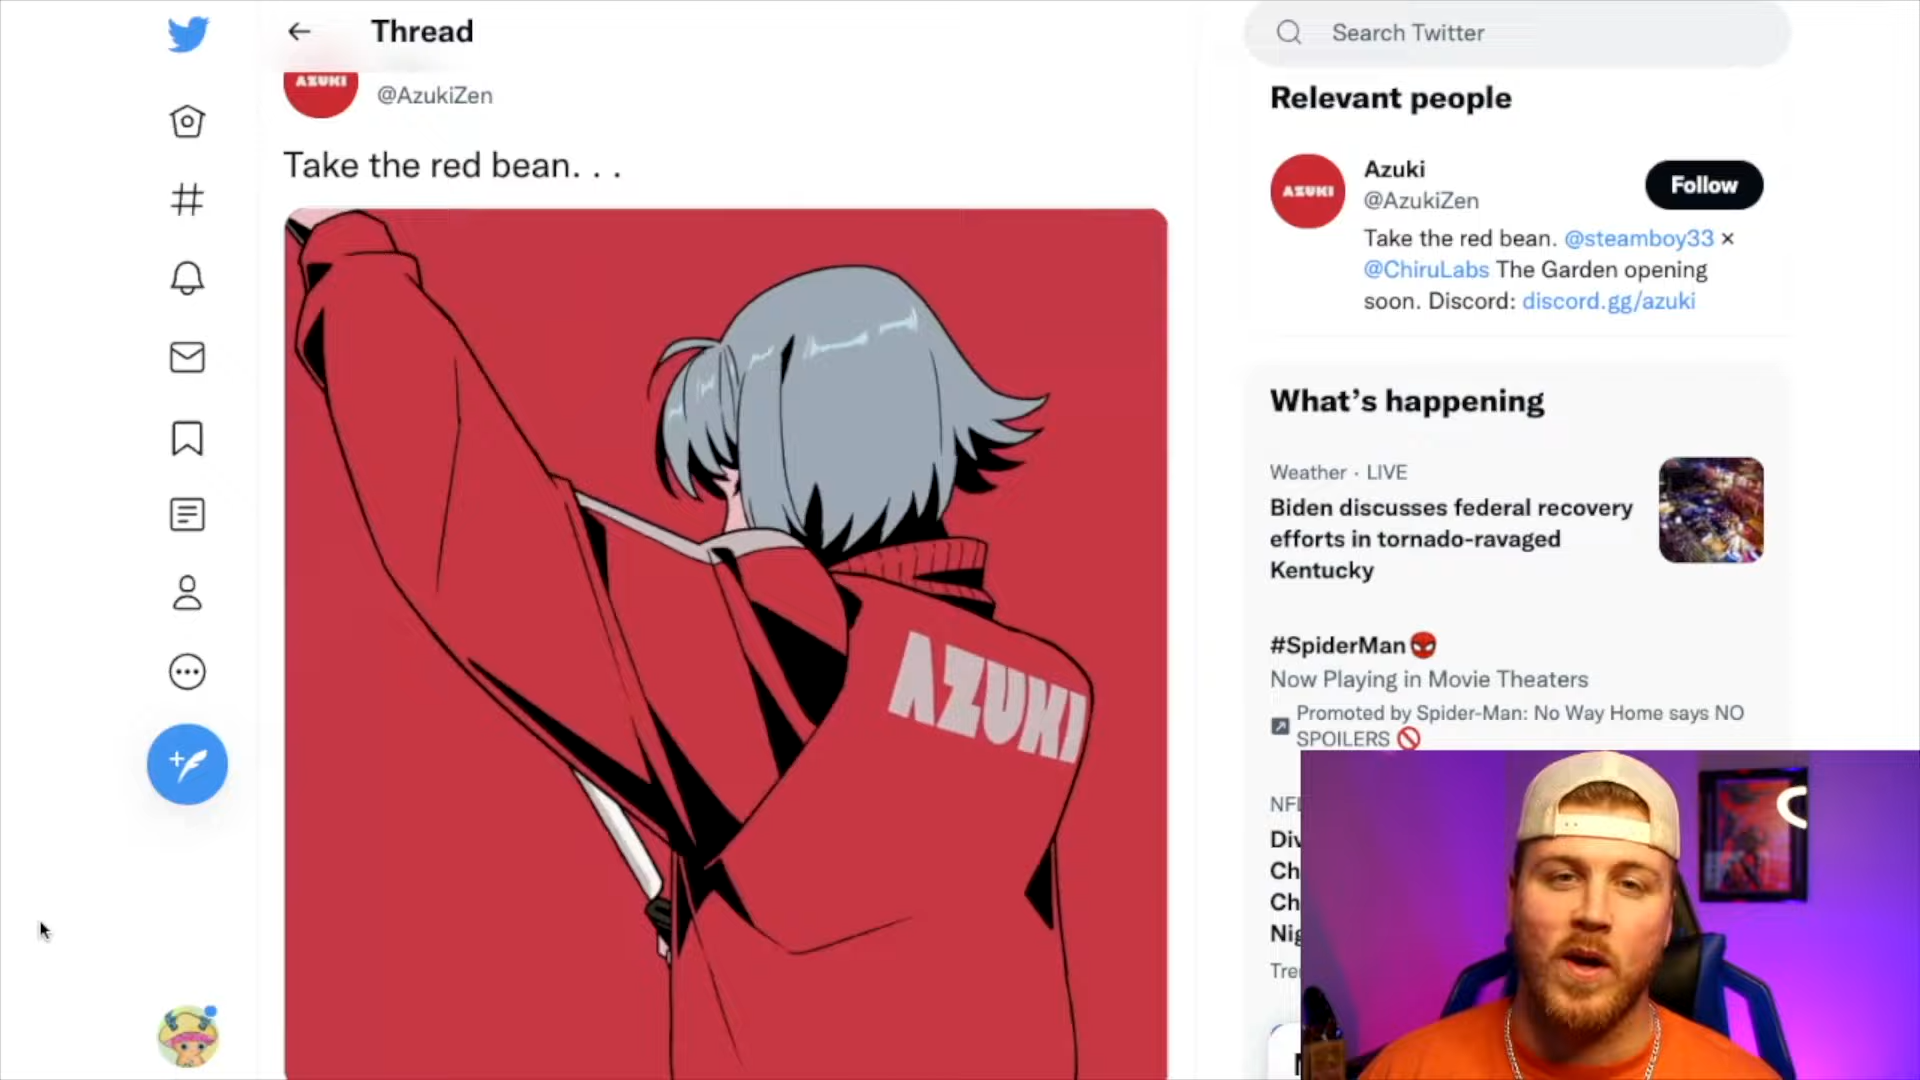 Thread
AZUKI
@AzukiZen
Take the red bean. . .
AZUKI
Search Twitter
Relevant people
AZUKI
Azuki
@AzukiZen
Follow
Take the red bean. @steamboy33 ×
@ChiruLabs The Garden opening
soon. Discord: discord.gg/azuki
What's happening
Weather · LIVE
Biden discusses federal recovery
efforts in tornado-ravaged
Kentucky
#SpiderMan
Now Playing in Movie Theaters
Promoted by Spider-Man: No Way Home says NO
SPOILERS